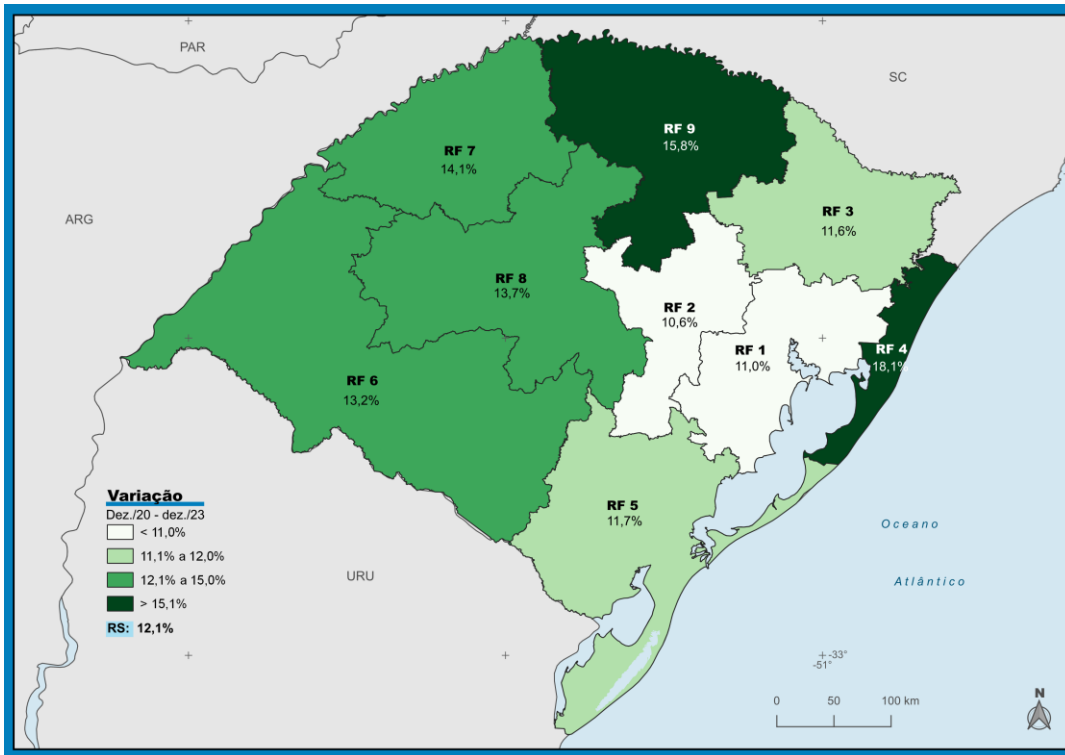 PAR
SC
RF 9
15,8%
RF 7
14,1%
RF 3
11,6%
ARG
RF 8
13,7%
RF 2
10,6%
RF 1
11,0%
RF 4
18,1%
RF 6
13,2%
RF 5
11,7%
Variação
Dez./20 - dez./23
< 11,0%
11,1% a 12,0%
12,1% a 15,0%
> 15,1%
RS: 12,1%
URU
Oceano
Atlântico
-33°
-51°
0 50 100 km
N